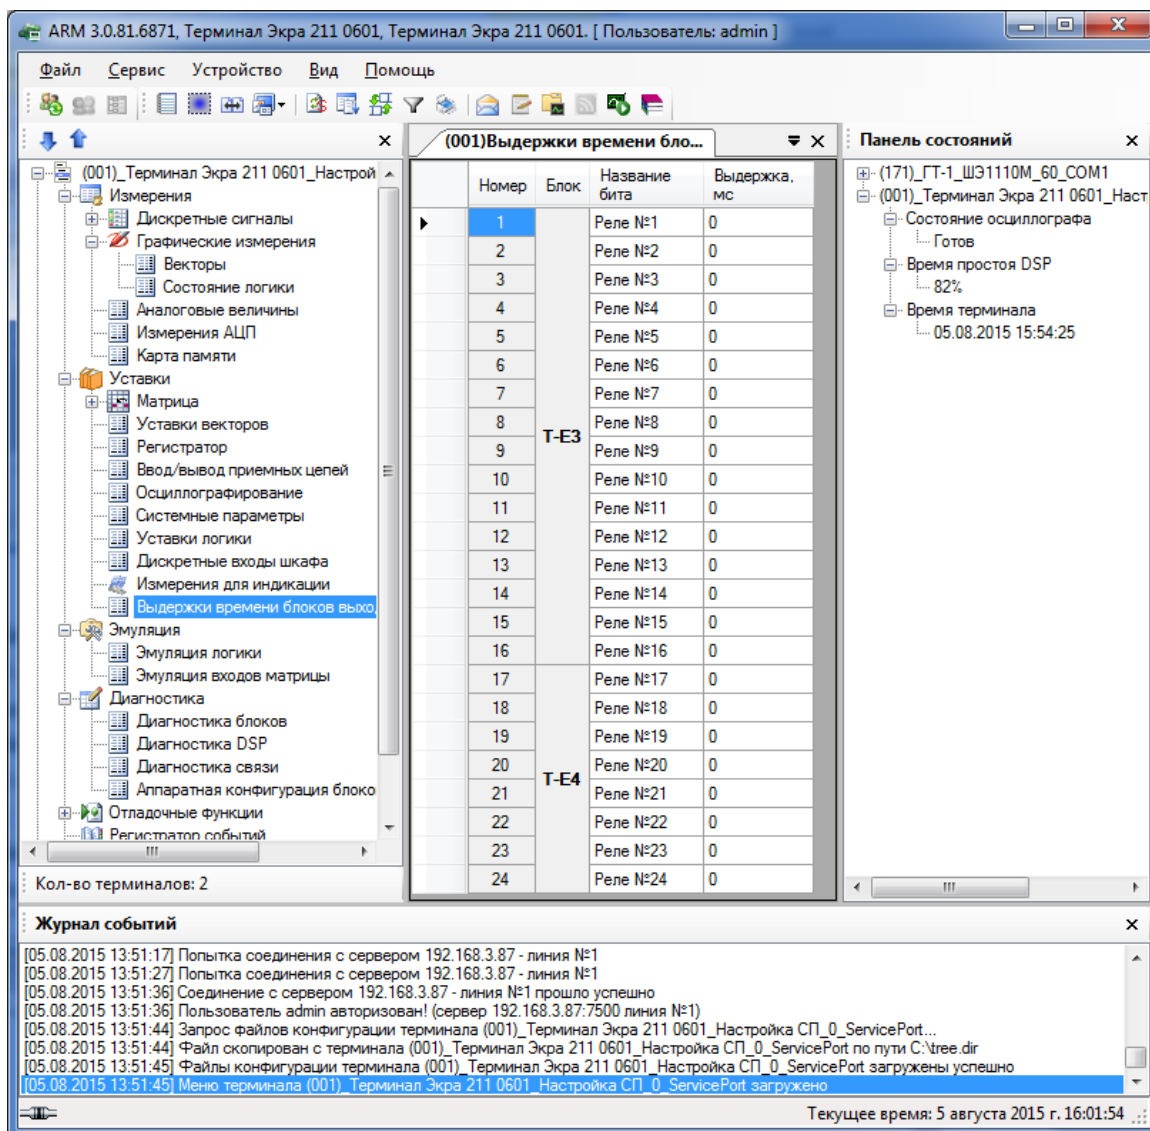 ARM 3.0.81.6871, Терминал Экра 211 0601, Терминал Экра 211 0601. [ Пользователь: admin ]
Файл Сервис Устройство Вид Помощь
(001)_Терминал Экра 211 0601_Настрой
Измерения
Дискретные сигналы
Графические измерения
Векторы
Состояние логики
Аналоговые величины
Измерения АЦП
Карта памяти
Уставки
Матрица
Уставки векторов
Регистратор
Ввод/вывод приемных цепей
Осциллографирование
Системные параметры
Уставки логики
Дискретные входы шкафа
Измерения для индикации
Выдержки времени блоков выхо
Эмуляция
Эмуляция логики
Эмуляция входов матрицы
Диагностика
Диагностика блоков
Диагностика DSP
Диагностика связи
Аппаратная конфигурация блоко
Отладочные функции
Регистратор событий
Кол-во терминалов: 2
(001)Выдержки времени бло...
Номер Блок Название бита Выдержка, мс
1 Реле №1 0
2 Реле №2 0
3 Реле №3 0
4 Реле №4 0
5 Реле №5 0
6 Реле №6 0
7 Реле №7 0
8 Реле №8 0
T-E3
9 Реле №9 0
10 Реле №10 0
11 Реле №11 0
12 Реле №12 0
13 Реле №13 0
14 Реле №14 0
15 Реле №15 0
16 Реле №16 0
17 Реле №17 0
18 Реле №18 0
19 Реле №19 0
20 Реле №20 0
T-E4
21 Реле №21 0
22 Реле №22 0
23 Реле №23 0
24 Реле №24 0
Панель состояний
(171)_ГТ-1_ШЭ1110М_60_COM1
(001)_Терминал Экра 211 0601_Наст
Состояние осциллографа
Готов
Время простоя DSP
82%
Время терминала
05.08.2015 15:54:25
Журнал событий
[05.08.2015 13:51:17] Попытка соединения с сервером 192.168.3.87 - линия №1
[05.08.2015 13:51:27] Попытка соединения с сервером 192.168.3.87 - линия №1
[05.08.2015 13:51:36] Соединение с сервером 192.168.3.87 - линия №1 прошло успешно
[05.08.2015 13:51:36] Пользователь admin авторизован! (сервер 192.168.3.87:7500 линия №1)
[05.08.2015 13:51:44] Запрос файлов конфигурации терминала (001)_Терминал Экра 211 0601_Настройка СП_0_ServicePort...
[05.08.2015 13:51:44] Файл скопирован с терминала (001)_Терминал Экра 211 0601_Настройка СП_0_ServicePort по пути C:\tree.dir
[05.08.2015 13:51:45] Файлы конфигурации терминала (001)_Терминал Экра 211 0601_Настройка СП_0_ServicePort загружены успешно
[05.08.2015 13:51:45] Меню терминала (001)_Терминал Экра 211 0601_Настройка СП_0_ServicePort загружено
Текущее время: 5 августа 2015 г. 16:01:54